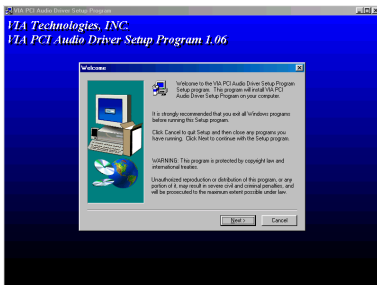 VIA PCI Audio Driver Setup Program
VIA Technologies, INC.
VIA PCI Audio Driver Setup Program 1.06
Welcome
Welcome to the VIA PCI Audio Driver Setup Program
Setup program. This program will install VIA PCI
Audio Driver Setup Program on your computer.
It is strongly recommended that you exit all Windows programs
before running this Setup program.
Click Cancel to quit Setup and then close any programs you
have running. Click Next to continue with the Setup program.
WARNING: This program is protected by copyright law and
international treaties.
Unauthorized reproduction or distribution of this program, or any
portion of it, may result in severe civil and criminal penalties, and
will be prosecuted to the maximum extent possible under law.
Next >
Cancel